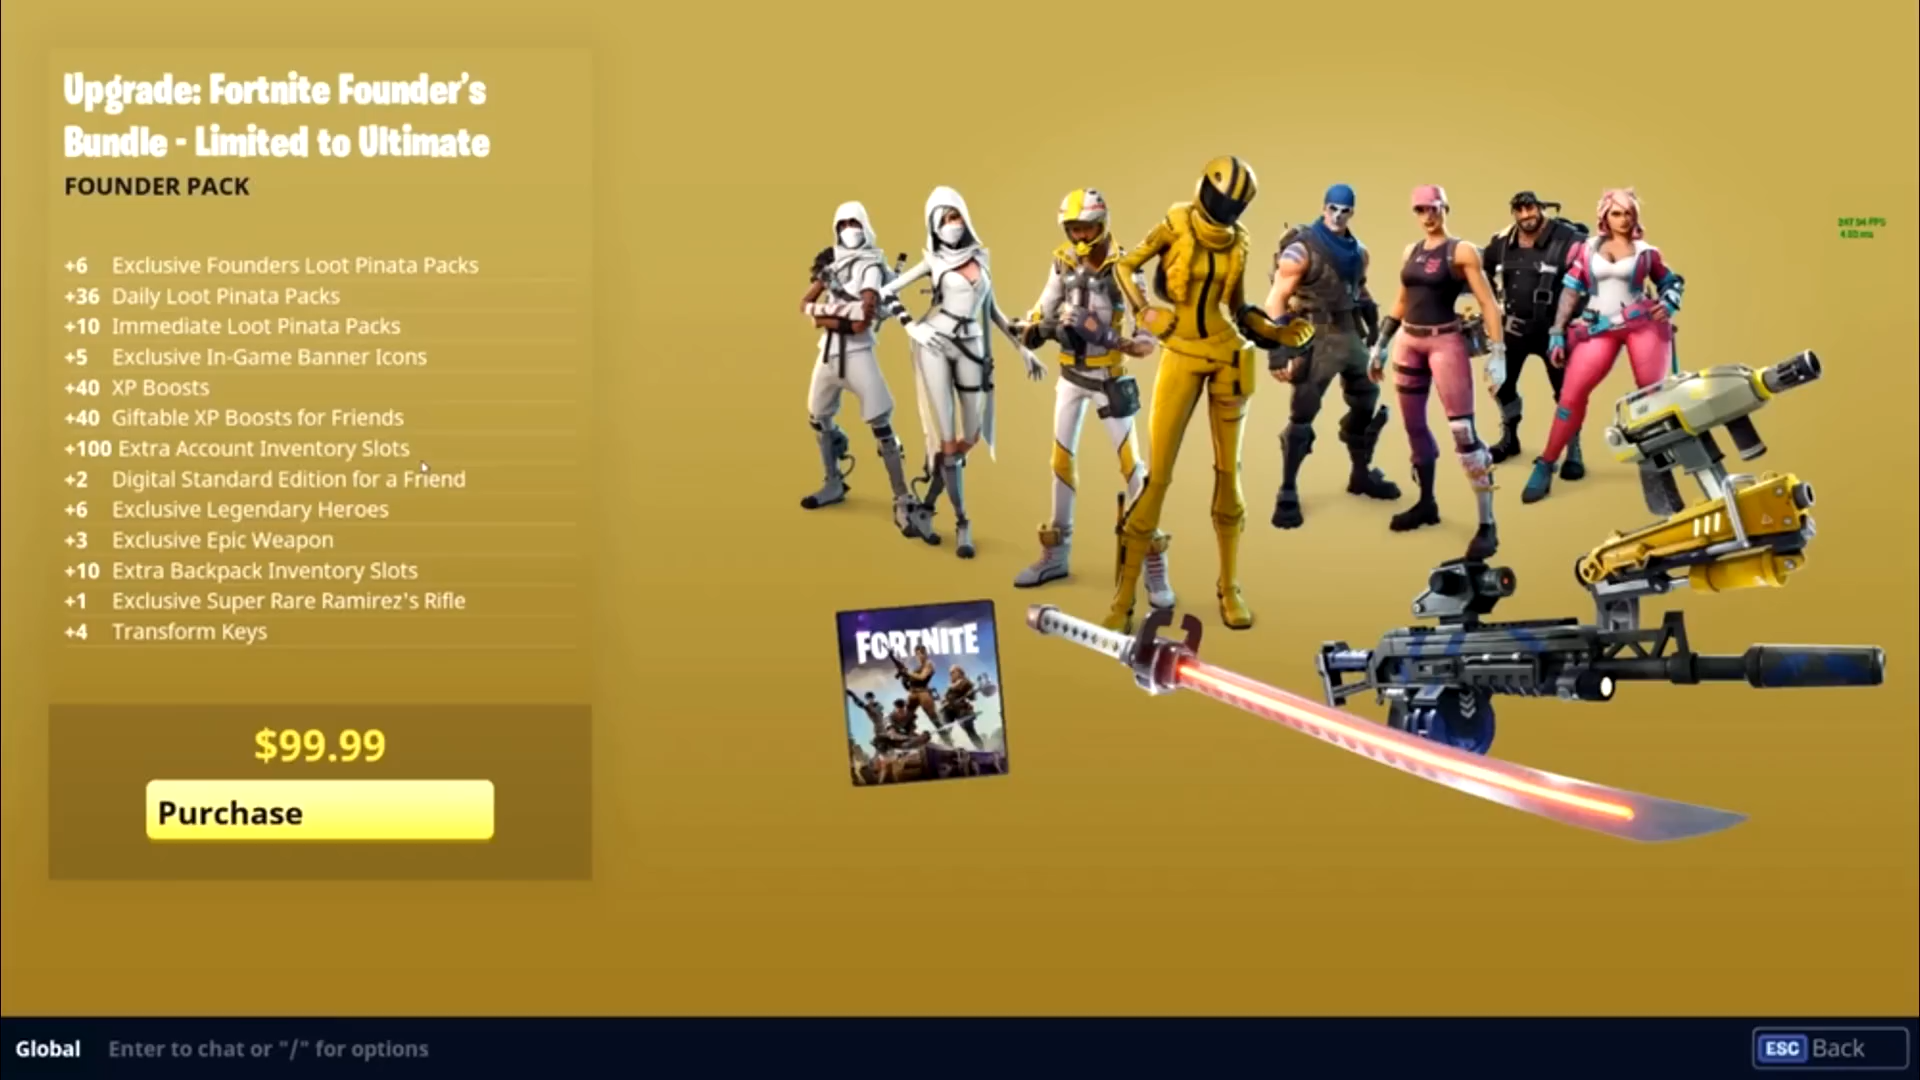 Upgrade: Fortnite Founder's
Bundle - Limited to Ultimate
FOUNDER PACK
+6 Exclusive Founders Loot Pinata Packs
+36 Daily Loot Pinata Packs
+10 Immediate Loot Pinata Packs
+5 Exclusive In-Game Banner Icons
+40 XP Boosts
+40 Giftable XP Boosts for Friends
+100 Extra Account Inventory Slots
+2 Digital Standard Edition for a Friend
+6 Exclusive Legendary Heroes
+3 Exclusive Epic Weapon
+10 Extra Backpack Inventory Slots
+1 Exclusive Super Rare Ramirez's Rifle
+4 Transform Keys
$99.99
Purchase
FORTNITE
Global Enter to chat or "/" for options
ESC Back